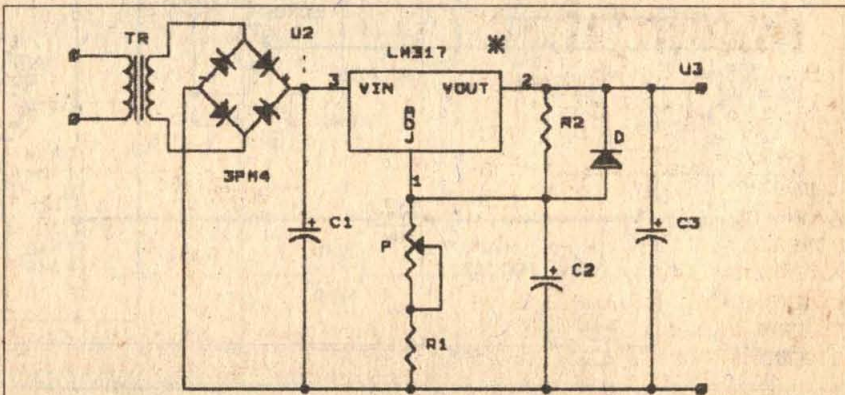 TR
U2
LM317 *
3 VIN VOUT 2
ADJ
U3
R2
D
3PM4
1
C1
P
C2
C3
R1